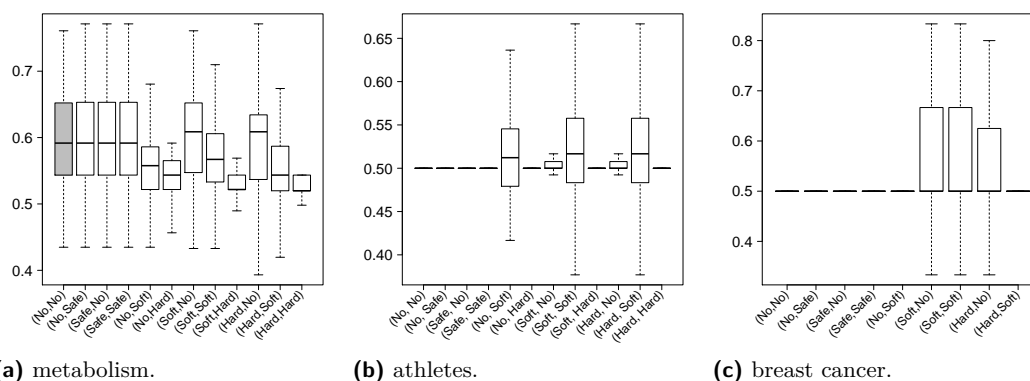 0.7
0.6
0.5
0.4
(No,No)
(No,Safe)
(Safe,No)
(Safe,Safe)
(No,Soft)
(No,Hard)
(Soft,No)
(Soft,Soft)
(Soft,Hard)
(Hard,No)
(Hard,Soft)
(Hard,Hard)
0.65
0.60
0.55
0.50
0.45
0.40
(No, No)
(No, Safe)
(Safe, No)
(Safe, Safe)
(No, Soft)
(No, Hard)
(Soft, No)
(Soft, Soft)
(Soft, Hard)
(Hard, No)
(Hard, Soft)
(Hard, Hard)
0.8
0.7
0.6
0.5
0.4
(No,No)
(No,Safe)
(Safe,No)
(Safe,Safe)
(No,Soft)
(Soft,No)
(Soft,Soft)
(Hard,No)
(Hard,Soft)
(a) metabolism.
(b) athletes.
(c) breast cancer.